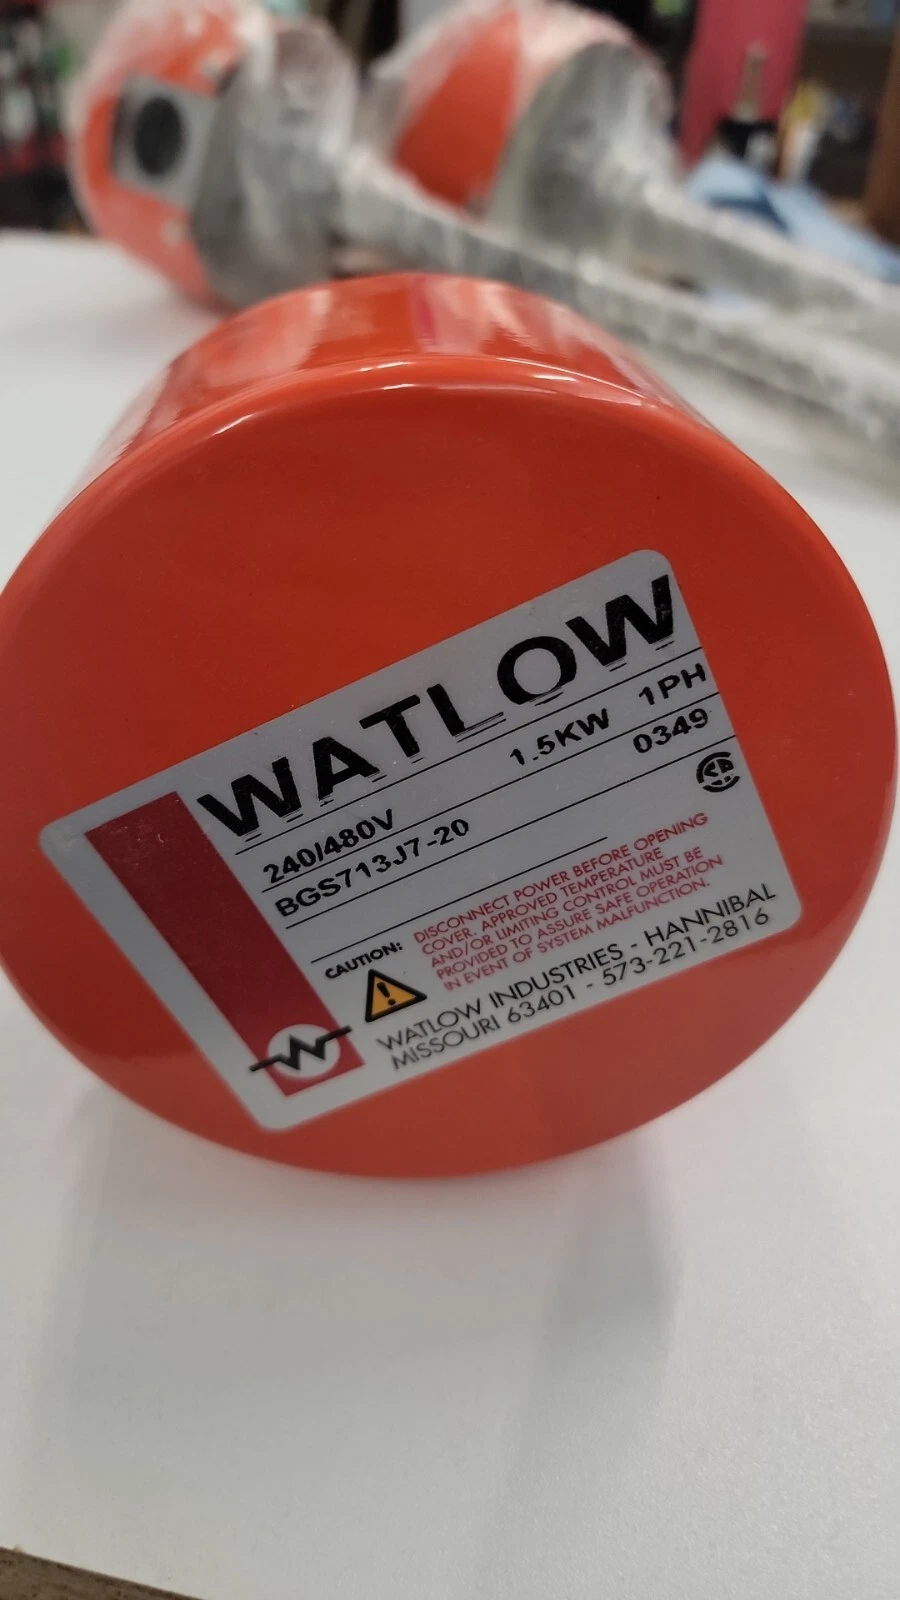 WATLOW
240/480V 1.5KW 1PH
BGS713J7-20 0349
CAUTION: DISCONNECT POWER BEFORE OPENING
COVER. APPROVED TEMPERATURE
AND/OR LIMITING CONTROL MUST BE
PROVIDED TO ASSURE SAFE OPERATION
IN EVENT OF SYSTEM MALFUNCTION.
WATLOW INDUSTRIES - HANNIBAL
MISSOURI 63401 - 573-221-2816